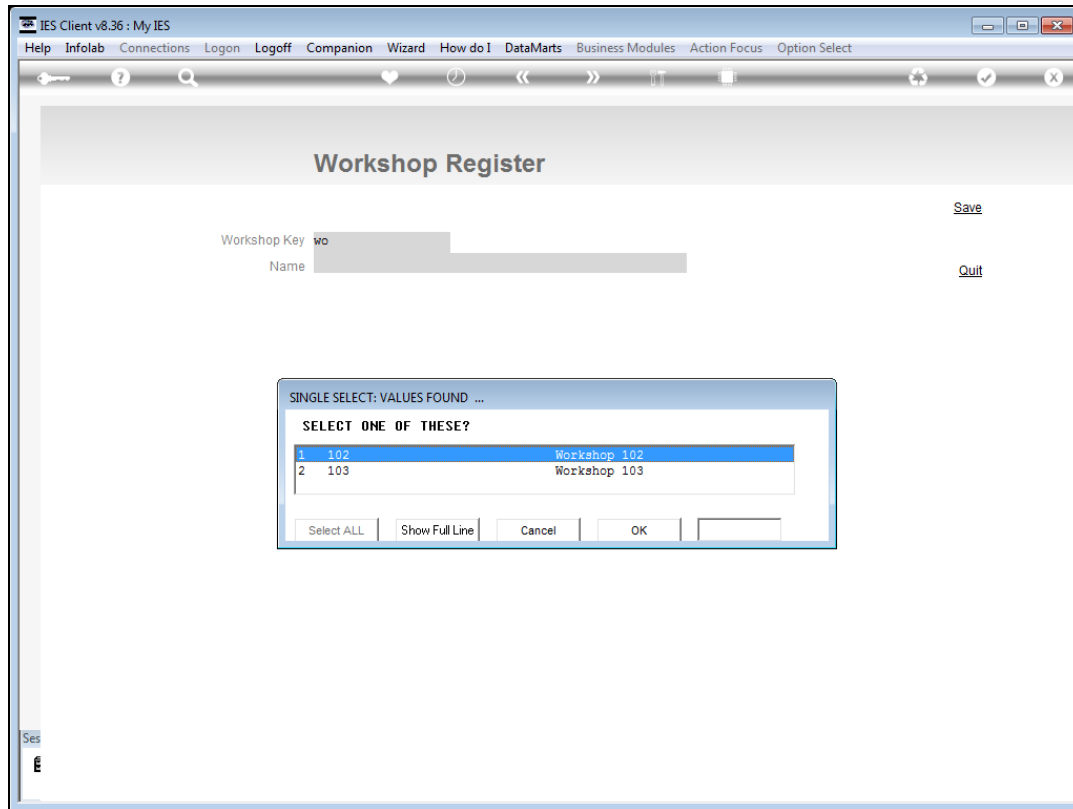 IES Client v8.36 : My IES
Help Infolab Connections Logon Logoff Companion Wizard How do I DataMarts Business Modules Action Focus Option Select
Workshop Register
Save
Workshop Key wo
Name
Quit
SINGLE SELECT: VALUES FOUND ...
SELECT ONE OF THESE?
1 102 Workshop 102
2 103 Workshop 103
Select ALL Show Full Line Cancel OK
Ses